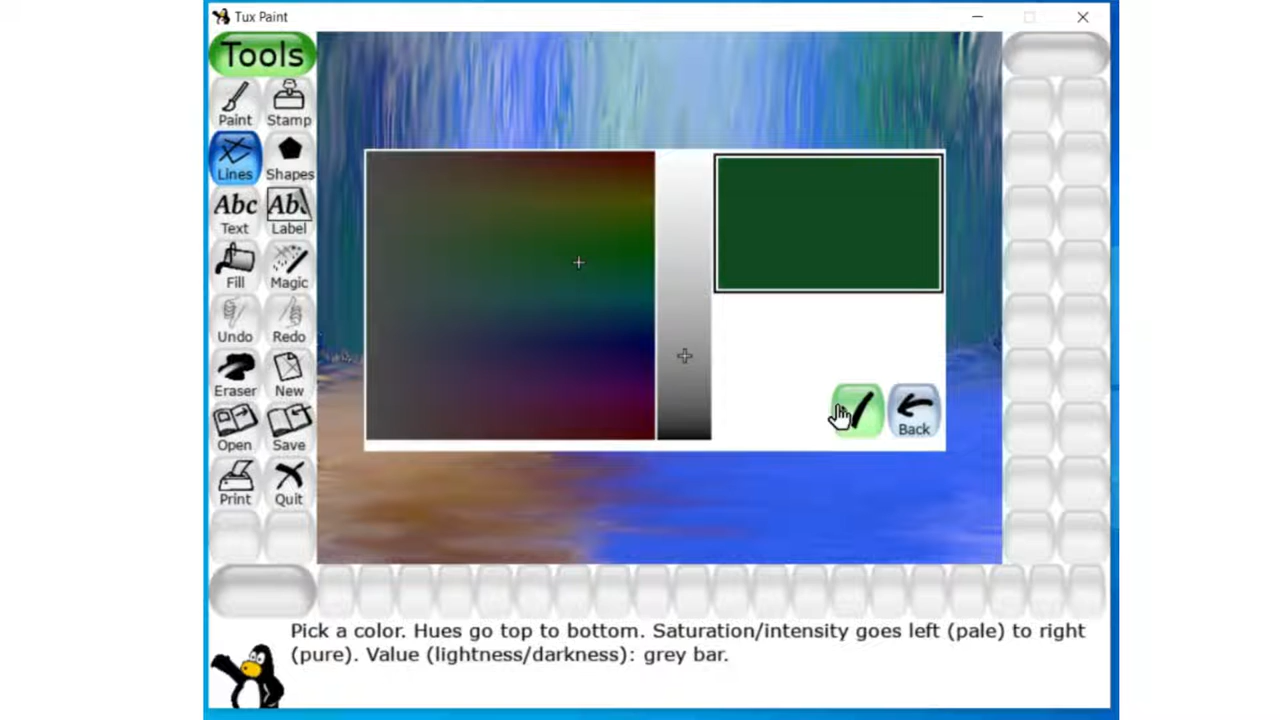 Tux Paint
Tools
Paint
Stamp
Lines
Shapes
Abc
Text
Abc
Label
Fill
Magic
Undo
Redo
Eraser
New
Open
Save
Print
Quit
Back
Pick a color. Hues go top to bottom. Saturation/intensity goes left (pale) to right
(pure). Value (lightness/darkness): grey bar.